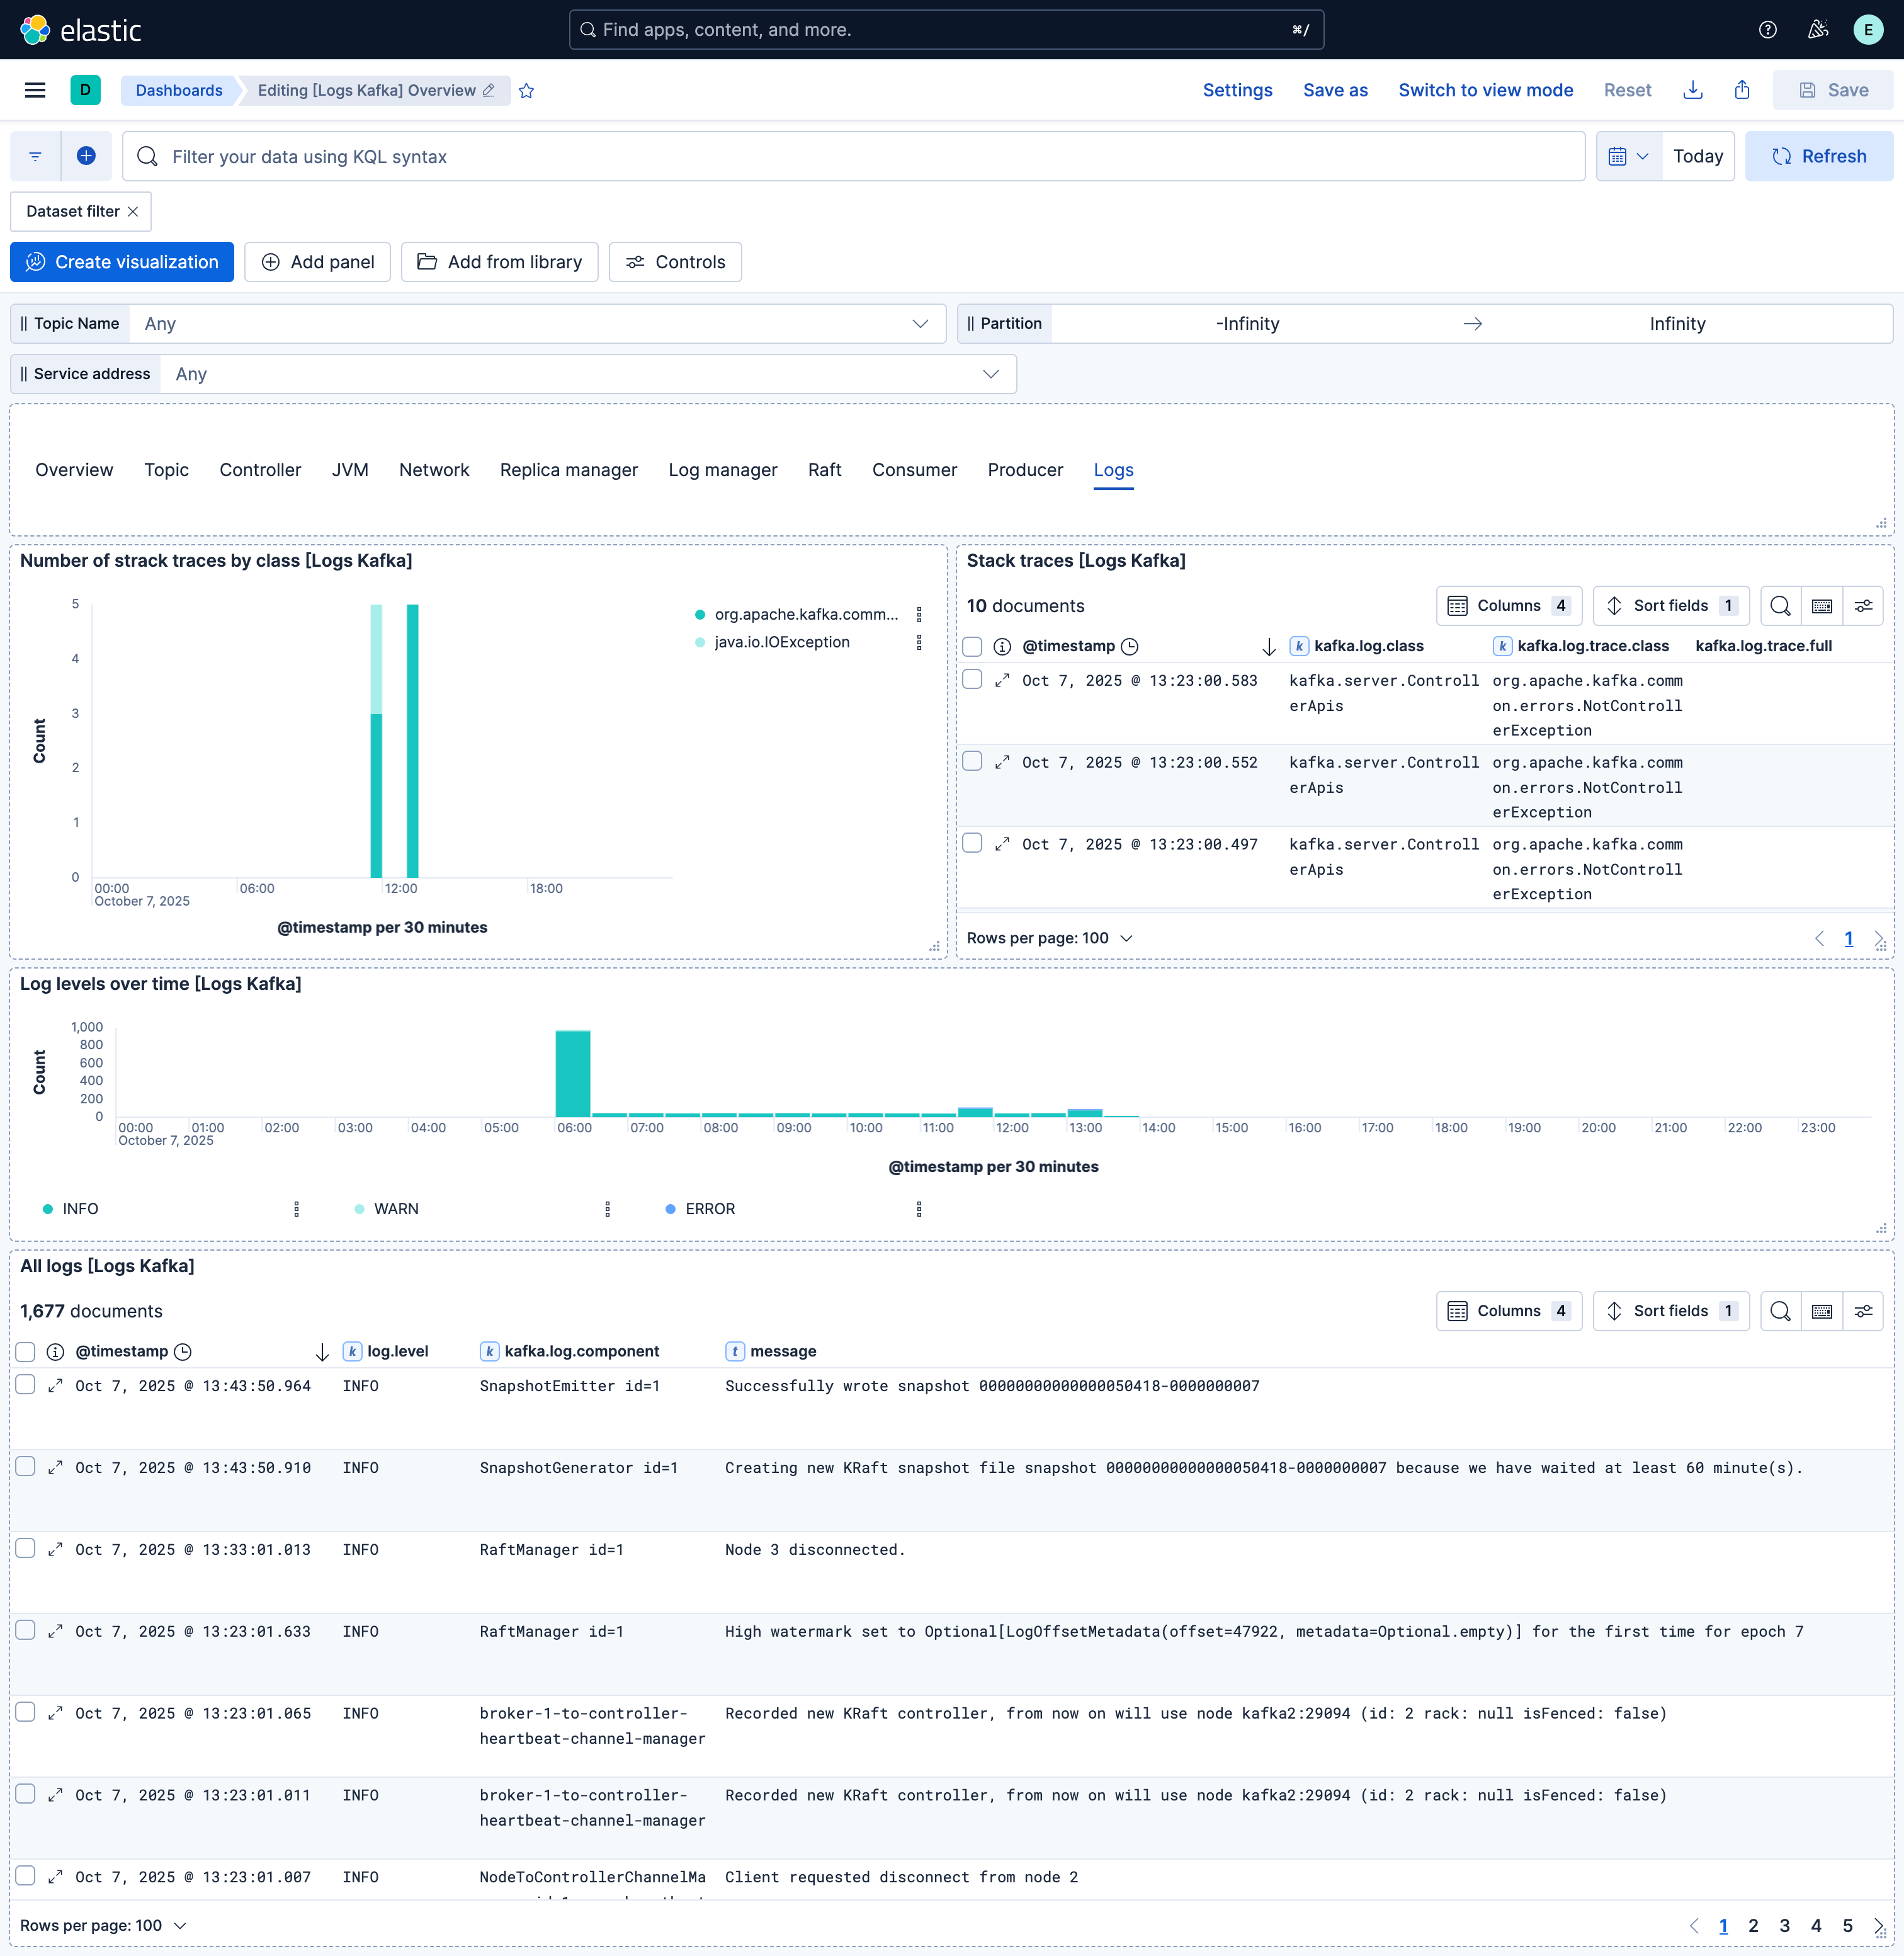 elastic
Find apps, content, and more.
⌘/
E
D
Dashboards
Editing [Logs Kafka] Overview
Settings
Save as
Switch to view mode
Reset
Save
Filter your data using KQL syntax
Today
Refresh
Dataset filter
Create visualization
Add panel
Add from library
Controls
Topic Name
Any
Partition
-Infinity
Infinity
Service address
Any
Overview
Topic
Controller
JVM
Network
Replica manager
Log manager
Raft
Consumer
Producer
Logs
Number of strack traces by class [Logs Kafka]
5
4
3
2
1
0
Count
00:00
06:00
12:00
18:00
October 7, 2025
@timestamp per 30 minutes
org.apache.kafka.comm...
java.io.IOException
Stack traces [Logs Kafka]
10 documents
Columns 4
Sort fields 1
@timestamp
k kafka.log.class
k kafka.log.trace.class
kafka.log.trace.full
Oct 7, 2025 @ 13:23:00.583
kafka.server.Controll
erApis
org.apache.kafka.comm
on.errors.NotControll
erException
Oct 7, 2025 @ 13:23:00.552
kafka.server.Controll
erApis
org.apache.kafka.comm
on.errors.NotControll
erException
Oct 7, 2025 @ 13:23:00.497
kafka.server.Controll
erApis
org.apache.kafka.comm
on.errors.NotControll
erException
Rows per page: 100
1
Log levels over time [Logs Kafka]
1,000
800
600
400
200
0
Count
00:00
01:00
02:00
03:00
04:00
05:00
06:00
07:00
08:00
09:00
10:00
11:00
12:00
13:00
14:00
15:00
16:00
17:00
18:00
19:00
20:00
21:00
22:00
23:00
October 7, 2025
@timestamp per 30 minutes
INFO
WARN
ERROR
All logs [Logs Kafka]
1,677 documents
Columns 4
Sort fields 1
@timestamp
k log.level
k kafka.log.component
t message
Oct 7, 2025 @ 13:43:50.964
INFO
SnapshotEmitter id=1
Successfully wrote snapshot 00000000000000050418-0000000007
Oct 7, 2025 @ 13:43:50.910
INFO
SnapshotGenerator id=1
Creating new KRaft snapshot file snapshot 00000000000000050418-0000000007 because we have waited at least 60 minute(s).
Oct 7, 2025 @ 13:33:01.013
INFO
RaftManager id=1
Node 3 disconnected.
Oct 7, 2025 @ 13:23:01.633
INFO
RaftManager id=1
High watermark set to Optional[LogOffsetMetadata(offset=47922, metadata=Optional.empty)] for the first time for epoch 7
Oct 7, 2025 @ 13:23:01.065
INFO
broker-1-to-controller-
heartbeat-channel-manager
Recorded new KRaft controller, from now on will use node kafka2:29094 (id: 2 rack: null isFenced: false)
Oct 7, 2025 @ 13:23:01.011
INFO
broker-1-to-controller-
heartbeat-channel-manager
Recorded new KRaft controller, from now on will use node kafka2:29094 (id: 2 rack: null isFenced: false)
Oct 7, 2025 @ 13:23:01.007
INFO
NodeToControllerChannelMa
Client requested disconnect from node 2
Rows per page: 100
1
2
3
4
5